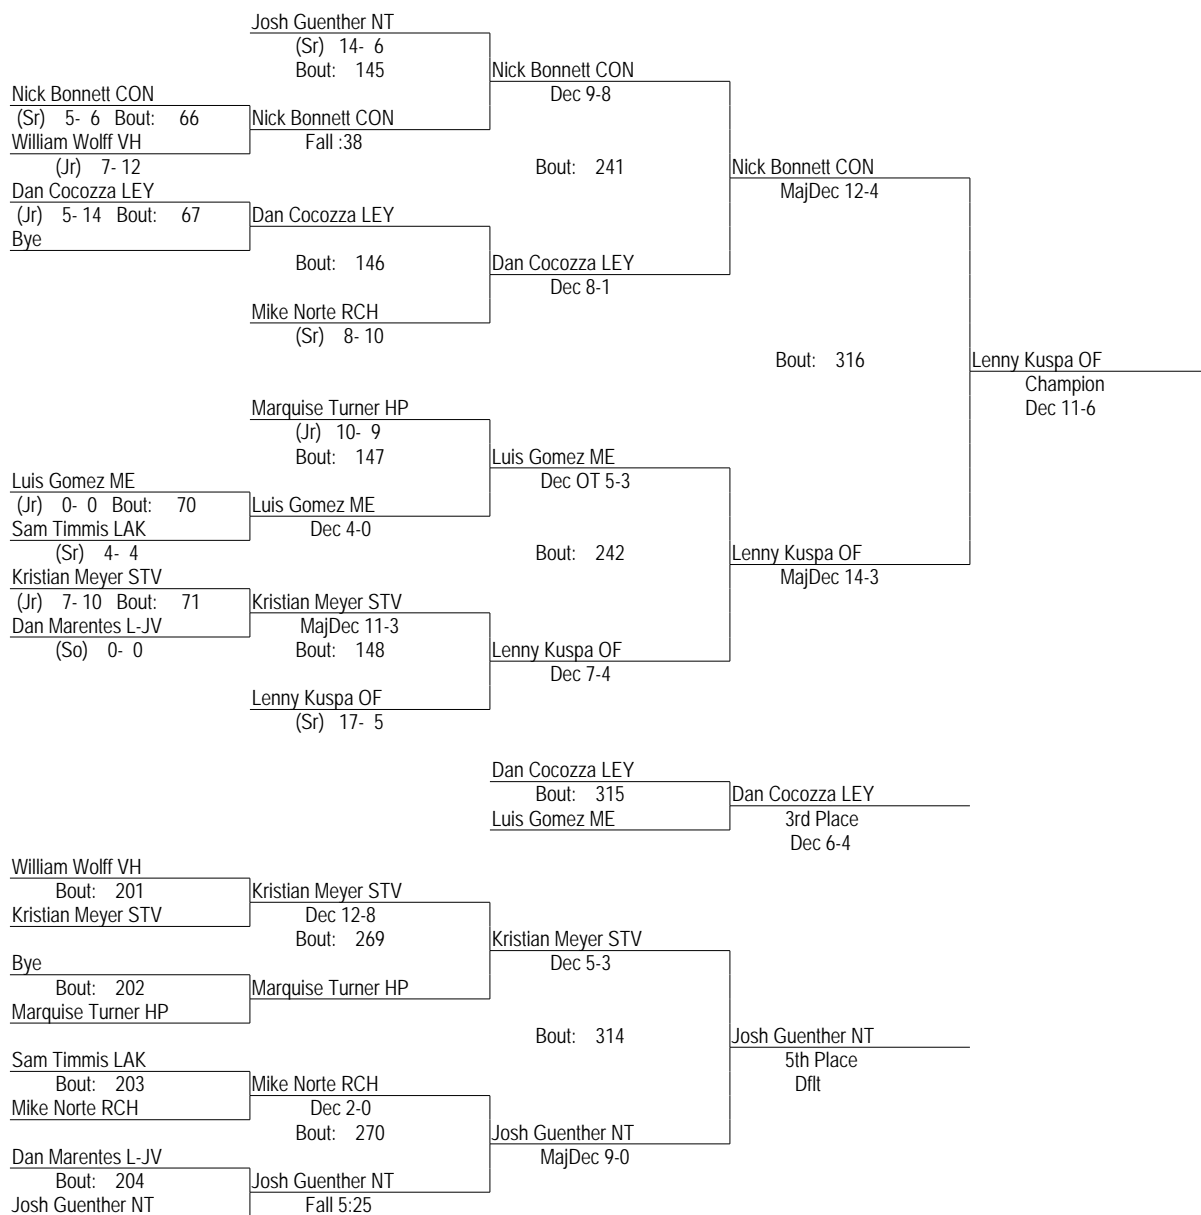 Josh Guenther NT
(Sr) 14- 6
Bout: 145
Nick Bonnett CON
Dec 9-8
Nick Bonnett CON
(Sr) 5- 6 Bout: 66
Nick Bonnett CON
William Wolff VH
Fall :38
(Jr) 7- 12
Bout: 241
Nick Bonnett CON
MajDec 12-4
Dan Cocozza LEY
(Jr) 5- 14 Bout: 67
Dan Cocozza LEY
Bye
Bout: 146
Dan Cocozza LEY
Dec 8-1
Mike Norte RCH
(Sr) 8- 10
Bout: 316
Lenny Kuspa OF
Champion
Dec 11-6
Marquise Turner HP
(Jr) 10- 9
Bout: 147
Luis Gomez ME
Dec OT 5-3
Luis Gomez ME
(Jr) 0- 0 Bout: 70
Luis Gomez ME
Sam Timmis LAK
Dec 4-0
(Sr) 4- 4
Bout: 242
Lenny Kuspa OF
MajDec 14-3
Kristian Meyer STV
(Jr) 7- 10 Bout: 71
Kristian Meyer STV
Dan Marentes L-JV
MajDec 11-3
(So) 0- 0
Bout: 148
Lenny Kuspa OF
Dec 7-4
Lenny Kuspa OF
(Sr) 17- 5
Dan Cocozza LEY
Bout: 315
Dan Cocozza LEY
Luis Gomez ME
3rd Place
Dec 6-4
William Wolff VH
Bout: 201
Kristian Meyer STV
Kristian Meyer STV
Dec 12-8
Bout: 269
Kristian Meyer STV
Dec 5-3
Bye
Bout: 202
Marquise Turner HP
Marquise Turner HP
Bout: 314
Josh Guenther NT
5th Place
Dflt
Sam Timmis LAK
Bout: 203
Mike Norte RCH
Mike Norte RCH
Dec 2-0
Bout: 270
Josh Guenther NT
MajDec 9-0
Dan Marentes L-JV
Bout: 204
Josh Guenther NT
Josh Guenther NT
Fall 5:25